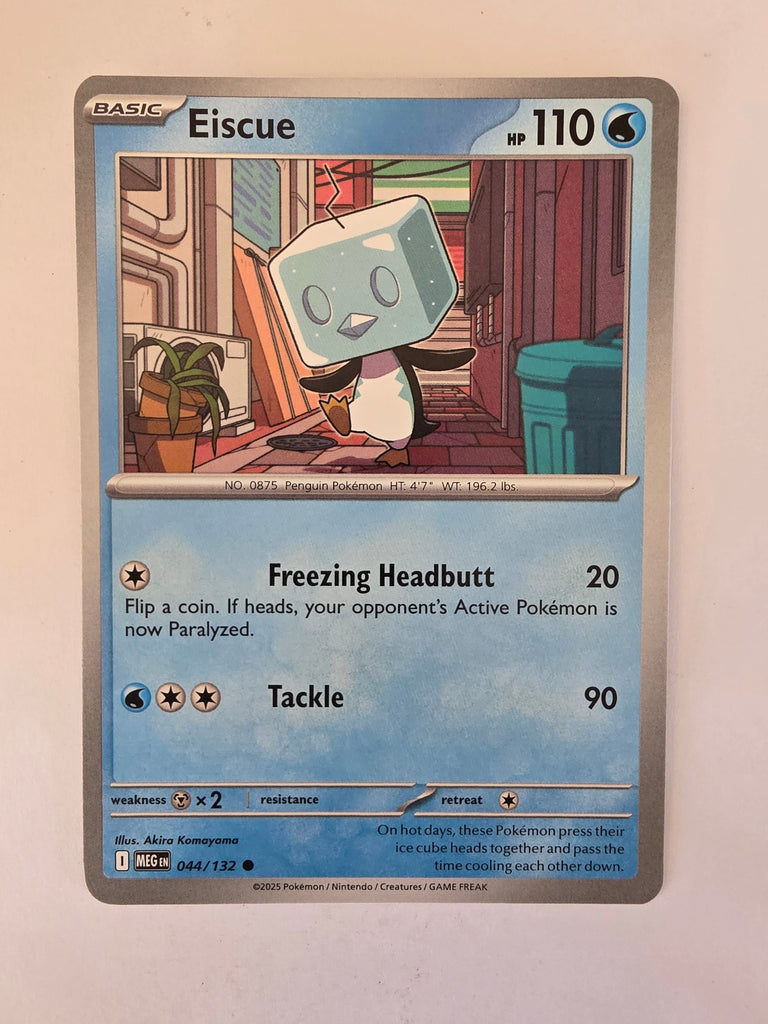 BASIC
Eiscue
HP 110
NO. 0875 Penguin Pokémon HT: 4'7" WT: 196.2 lbs.
Freezing Headbutt 20
Flip a coin. If heads, your opponent's Active Pokémon is
now Paralyzed.
Tackle 90
weakness ×2 resistance retreat
Illus. Akira Komayama
On hot days, these Pokémon press their
ice cube heads together and pass the
time cooling each other down.
I MEG EN 044/132
©2025 Pokémon / Nintendo / Creatures / GAME FREAK